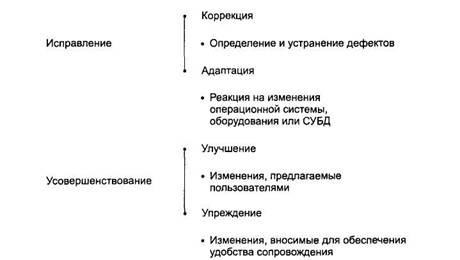 Коррекция
Исправление
• Определение и устранение дефектов
Адаптация
• Реакция на изменения
операционной системы,
оборудования или СУБД
Улучшение
• Изменения, предлагаемые
пользователями
Усовершенствование
Упреждение
• Изменения, вносимые для обеспечения
удобства сопровождения